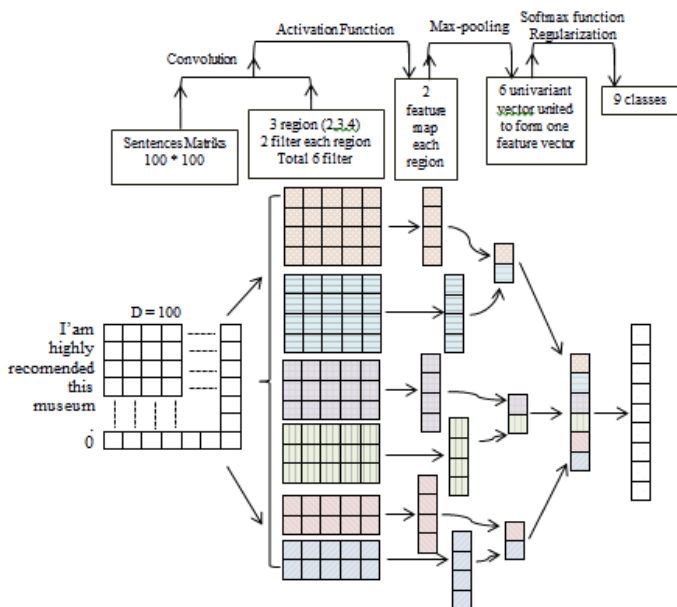 Softmax function
Regularization
Activation Function
Max-pooling
Convolution
Sentences Matriks
100 * 100
3 region (2,3,4)
2 filter each region
Total 6 filter
2
feature
map
each
region
6 univariant
vector united
to form one
feature vector
9 classes
D = 100
I'am
highly
recomended
this
museum
.
0